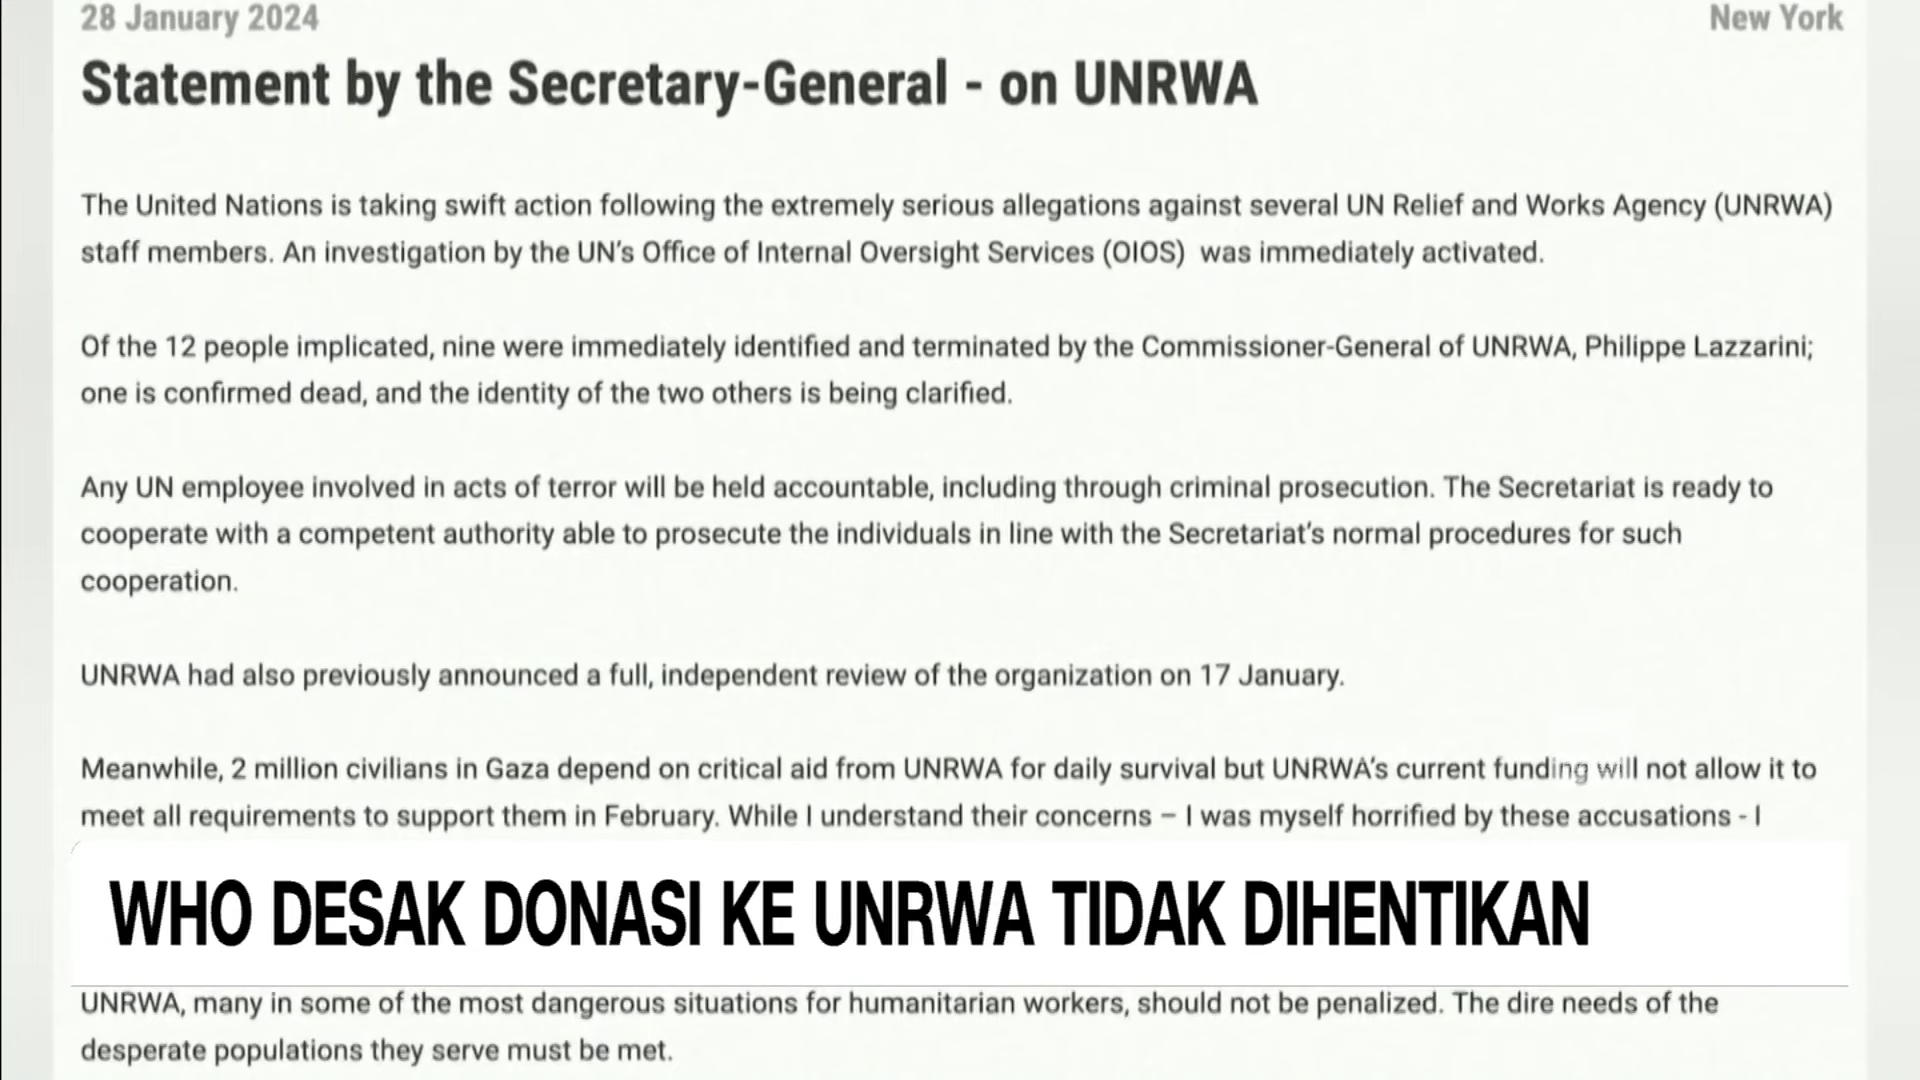 28 January 2024
New York
Statement by the Secretary-General - on UNRWA
The United Nations is taking swift action following the extremely serious allegations against several UN Relief and Works Agency (UNRWA)
staff members. An investigation by the UN's Office of Internal Oversight Services (OIOS)  was immediately activated.
Of the 12 people implicated, nine were immediately identified and terminated by the Commissioner-General of UNRWA, Philippe Lazzarini;
one is confirmed dead, and the identity of the two others is being clarified.
Any UN employee involved in acts of terror will be held accountable, including through criminal prosecution. The Secretariat is ready to
cooperate with a competent authority able to prosecute the individuals in line with the Secretariat's normal procedures for such
cooperation.
UNRWA had also previously announced a full, independent review of the organization on 17 January.
Meanwhile, 2 million civilians in Gaza depend on critical aid from UNRWA for daily survival but UNRWA's current funding will not allow it to
meet all requirements to support them in February. While I understand their concerns – I was myself horrified by these accusations - I
WHO DESAK DONASI KE UNRWA TIDAK DIHENTIKAN
UNRWA, many in some of the most dangerous situations for humanitarian workers, should not be penalized. The dire needs of the
desperate populations they serve must be met.